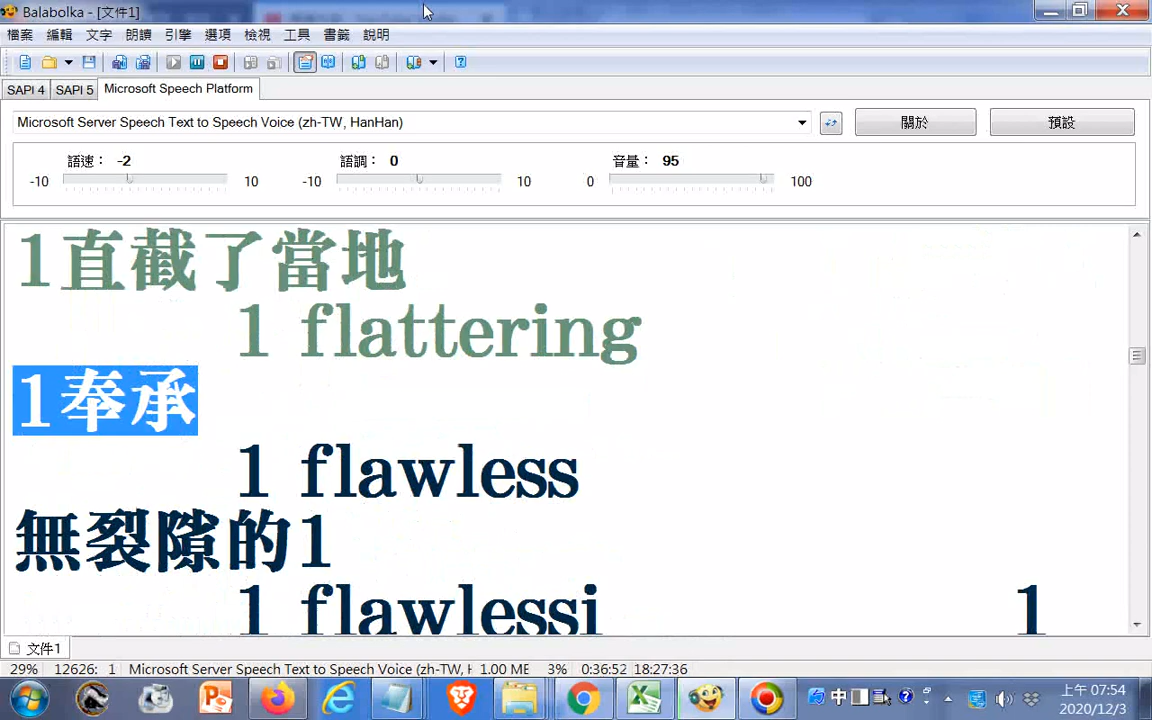 Balabolka - [文件1]
檔案 編輯 文字 朗讀 引擎 選項 檢視 工具 書籤 說明
SAPI 4 SAPI 5 Microsoft Speech Platform
Microsoft Server Speech Text to Speech Voice (zh-TW, HanHan) 關於 預設
語速： -2 語調： 0 音量： 95
-10 10 -10 10 0 100
1直截了當地
1 flattering
1奉承
1 flawless
無裂隙的1
1 flawlessi 1
文件1
29% 12626: 1 Microsoft Server Speech Text to Speech Voice (zh-TW, H 1.00 ME 3% 0:36:52 18:27:36
中 上午 07:54
2020/12/3